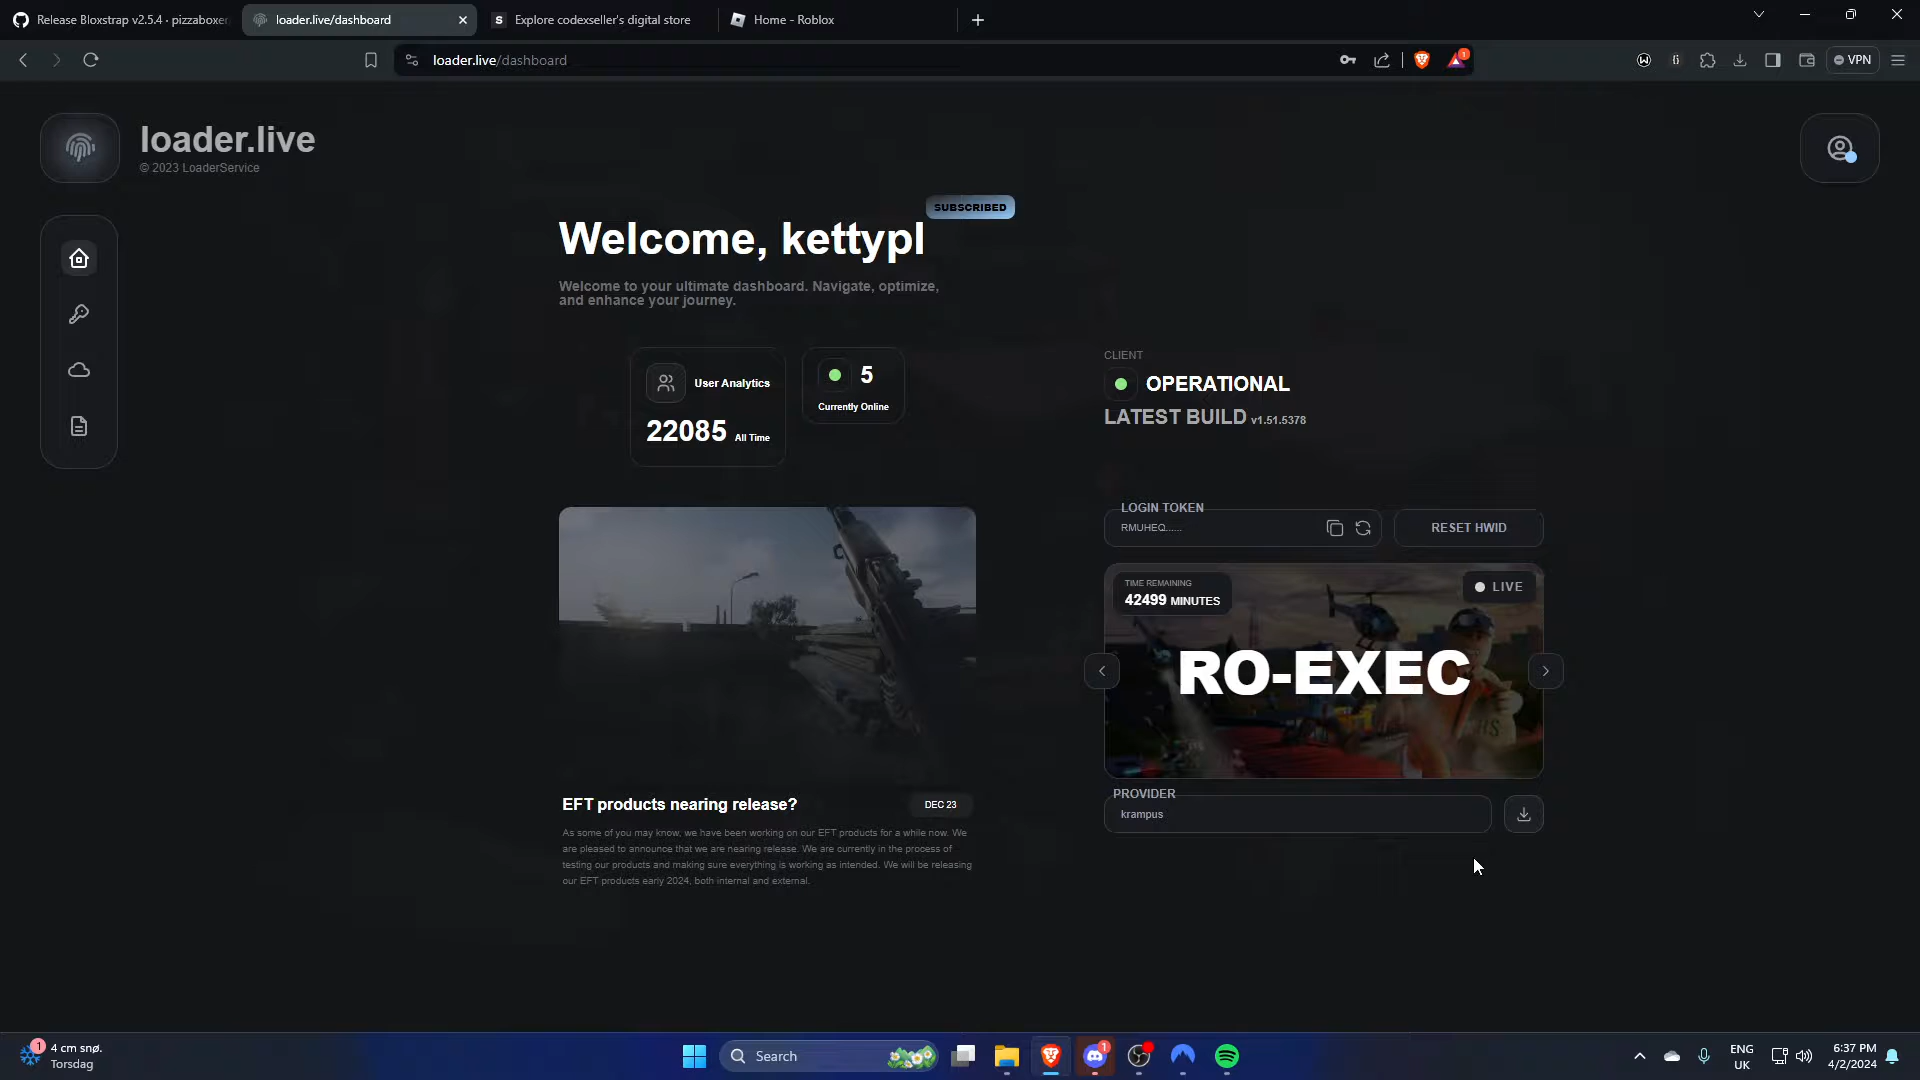 Release Bloxstrap v2.5.4 · pizzaboxer
loader.live/dashboard
S Explore codexseller's digital store
Home - Roblox
loader.live/dashboard
1
VPN
loader.live
© 2023 LoaderService
SUBSCRIBED
Welcome, kettypl
Welcome to your ultimate dashboard. Navigate, optimize,
and enhance your journey.
User Analytics
22085 All Time
5
Currently Online
CLIENT
OPERATIONAL
LATEST BUILD v1.51.5378
LOGIN TOKEN
RMUHEQ......
RESET HWID
TIME REMAINING
42499 MINUTES
LIVE
RO-EXEC
PROVIDER
krampus
EFT products nearing release?
DEC 23
As some of you may know, we have been working on our EFT products for a while now. We
are pleased to announce that we are nearing release. We are currently in the process of
testing our products and making sure everything is working as intended. We will be releasing
our EFT products early 2024, both internal and external.
1
4 cm snø.
Torsdag
Search
1
ENG
UK
6:37 PM
4/2/2024